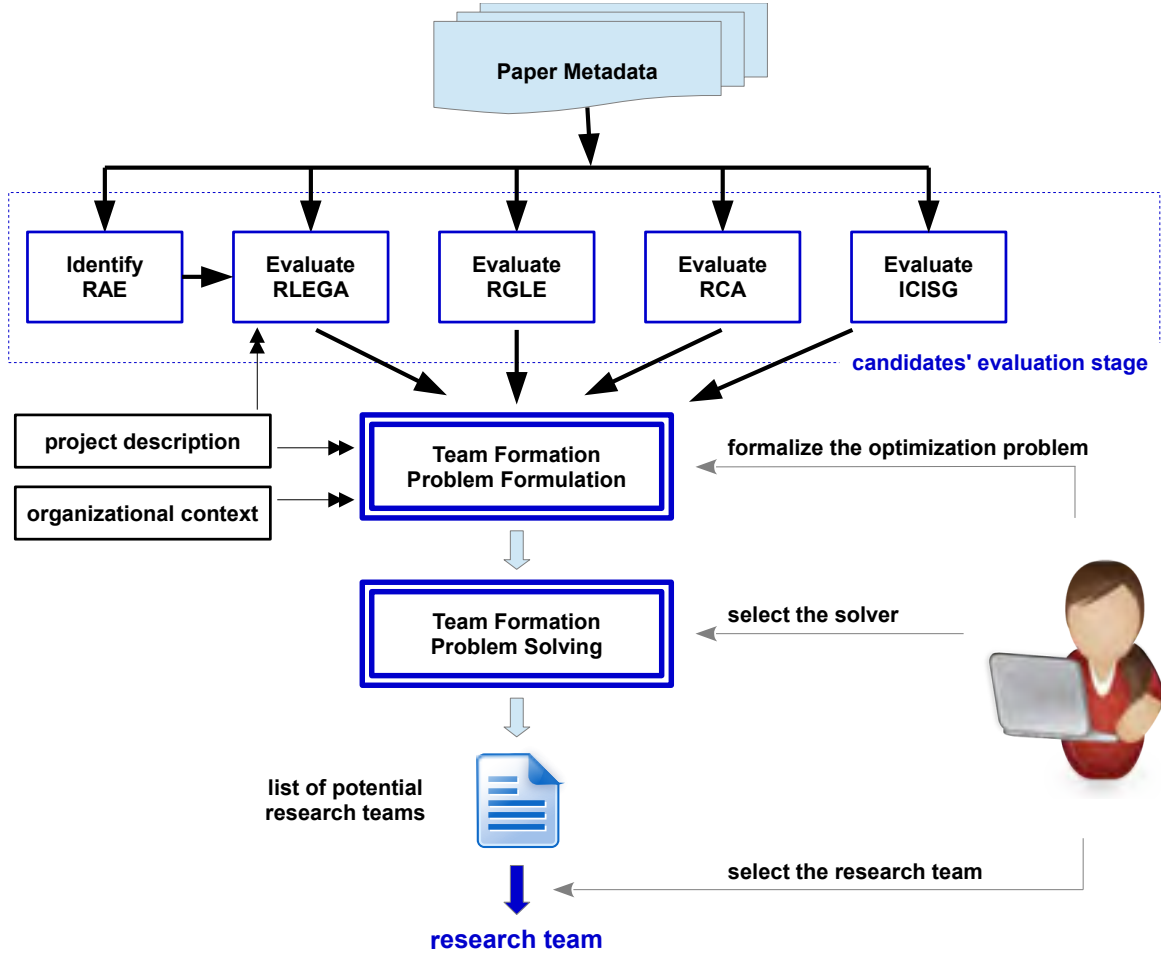 Paper Metadata
Identify
RAE
Evaluate
RLEGA
Evaluate
RGLE
Evaluate
RCA
Evaluate
ICISG
candidates' evaluation stage
project description
organizational context
Team Formation
Problem Formulation
formalize the optimization problem
Team Formation
Problem Solving
select the solver
list of potential
research teams
select the research team
research team